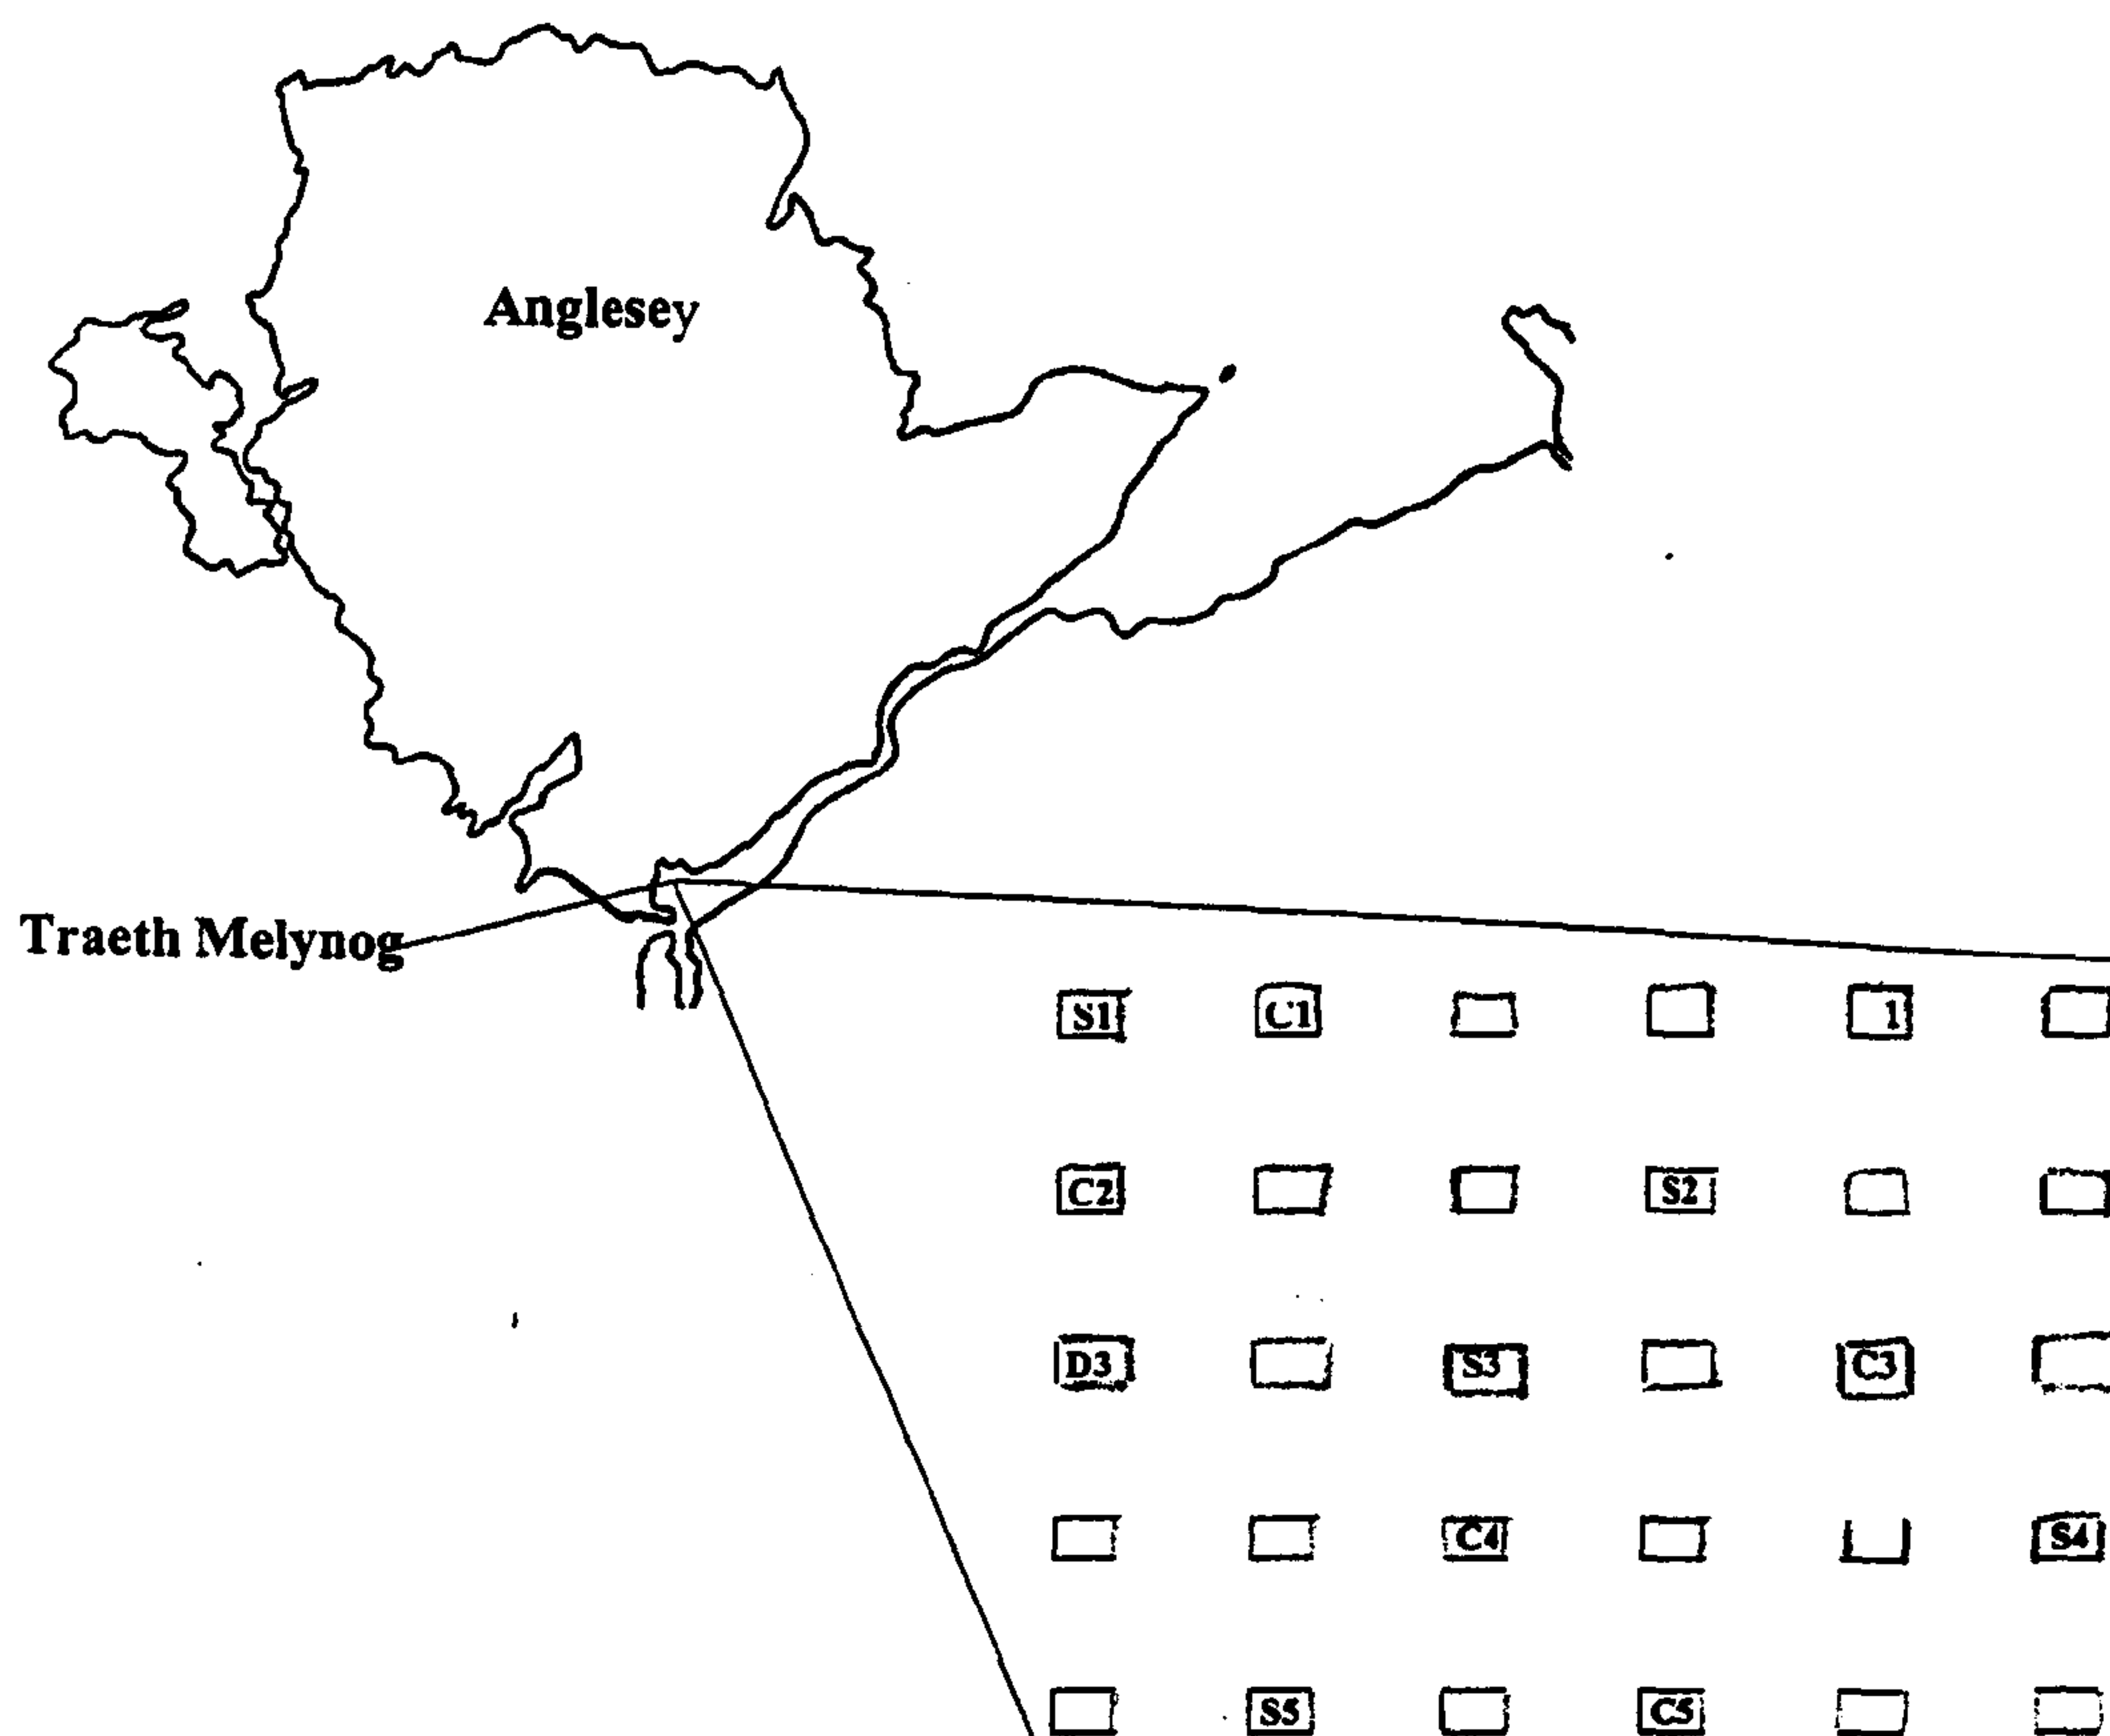 Anglesey
Traeth Melynog
S1 C1 1
C2 S2
D3 S3 C3
C4 S4
S5 C5